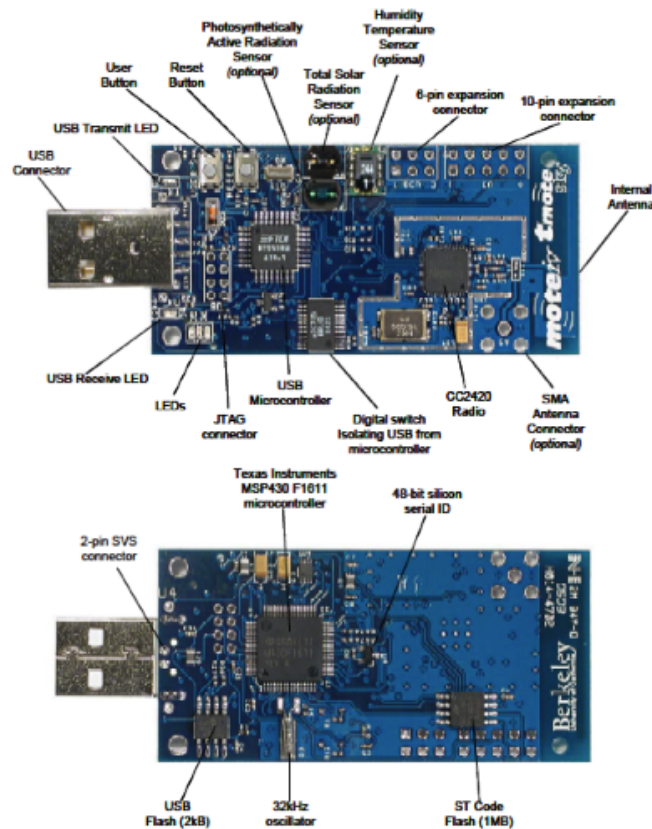 Photosynthetically
Active Radiation
Sensor
(optional)
Humidity
Temperature
Sensor
(optional)
User
Button
Reset
Button
Total Solar
Radiation
Sensor
(optional)
6-pin expansion
connector
10-pin expansion
connector
USB Transmit LED
USB
Connector
Internal
Antenna
moteiv tmote
sky
USB Receive LED
LEDs
JTAG
connector
USB
Microcontroller
Digital switch
Isolating USB from
microcontroller
CC2420
Radio
SMA
Antenna
Connector
(optional)
Texas Instruments
MSP430 F1611
microcontroller
48-bit silicon
serial ID
2-pin SVS
connector
U4
Berkeley
USB
Flash (2kB)
32kHz
oscillator
ST Code
Flash (1MB)